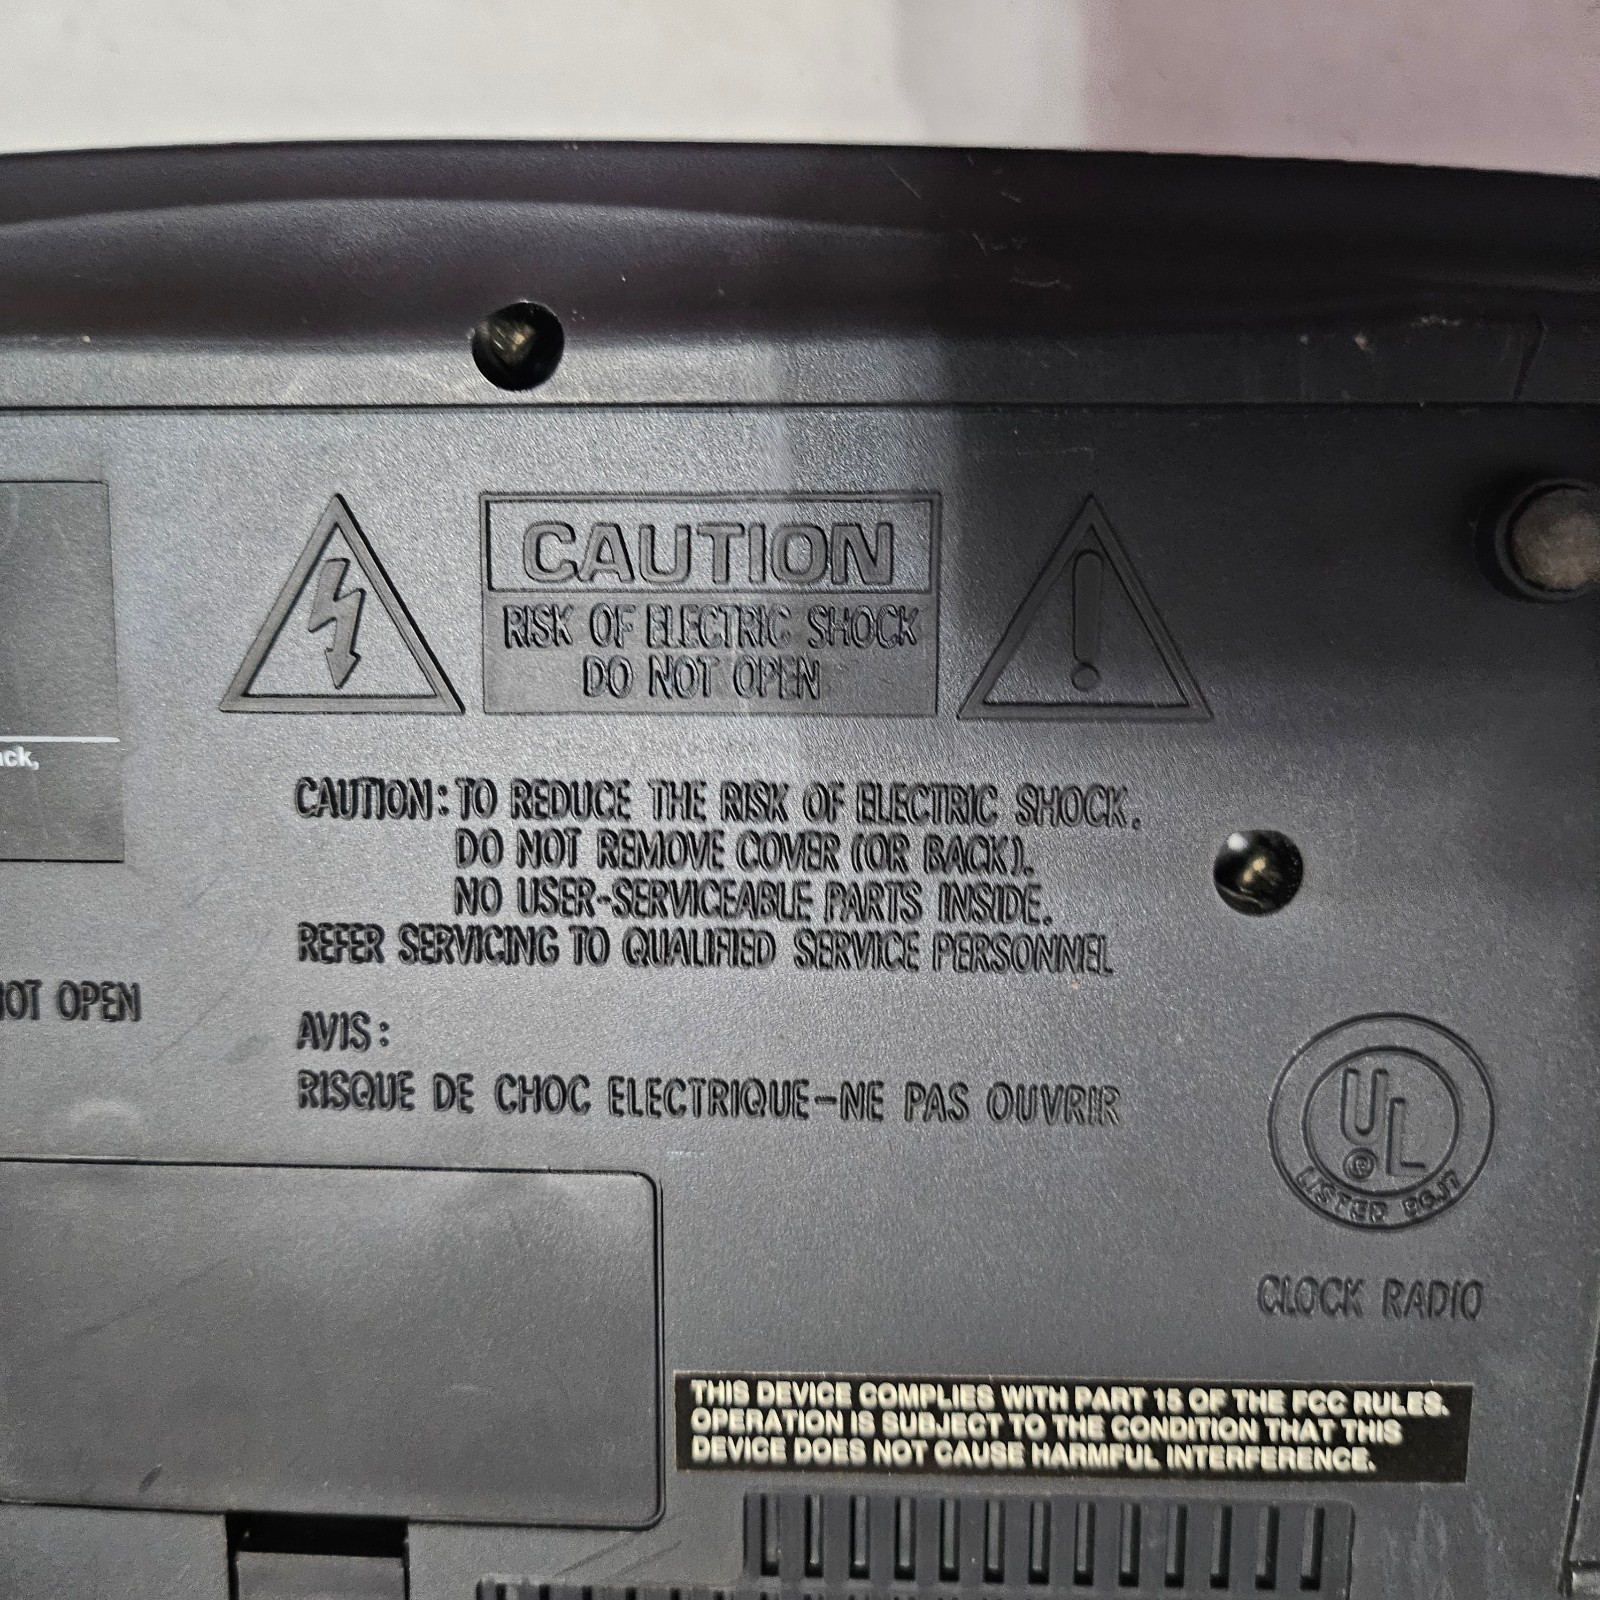 CAUTION
RISK OF ELECTRIC SHOCK
DO NOT OPEN
ck,
CAUTION: TO REDUCE THE RISK OF ELECTRIC SHOCK.
DO NOT REMOVE COVER (OR BACK).
NO USER-SERVICEABLE PARTS INSIDE.
REFER SERVICING TO QUALIFIED SERVICE PERSONNEL
OT OPEN
AVIS:
RISQUE DE CHOC ELECTRIQUE-NE PAS OUVRIR
UL
®
LISTED
CLOCK RADIO
THIS DEVICE COMPLIES WITH PART 15 OF THE FCC RULES.
OPERATION IS SUBJECT TO THE CONDITION THAT THIS
DEVICE DOES NOT CAUSE HARMFUL INTERFERENCE.